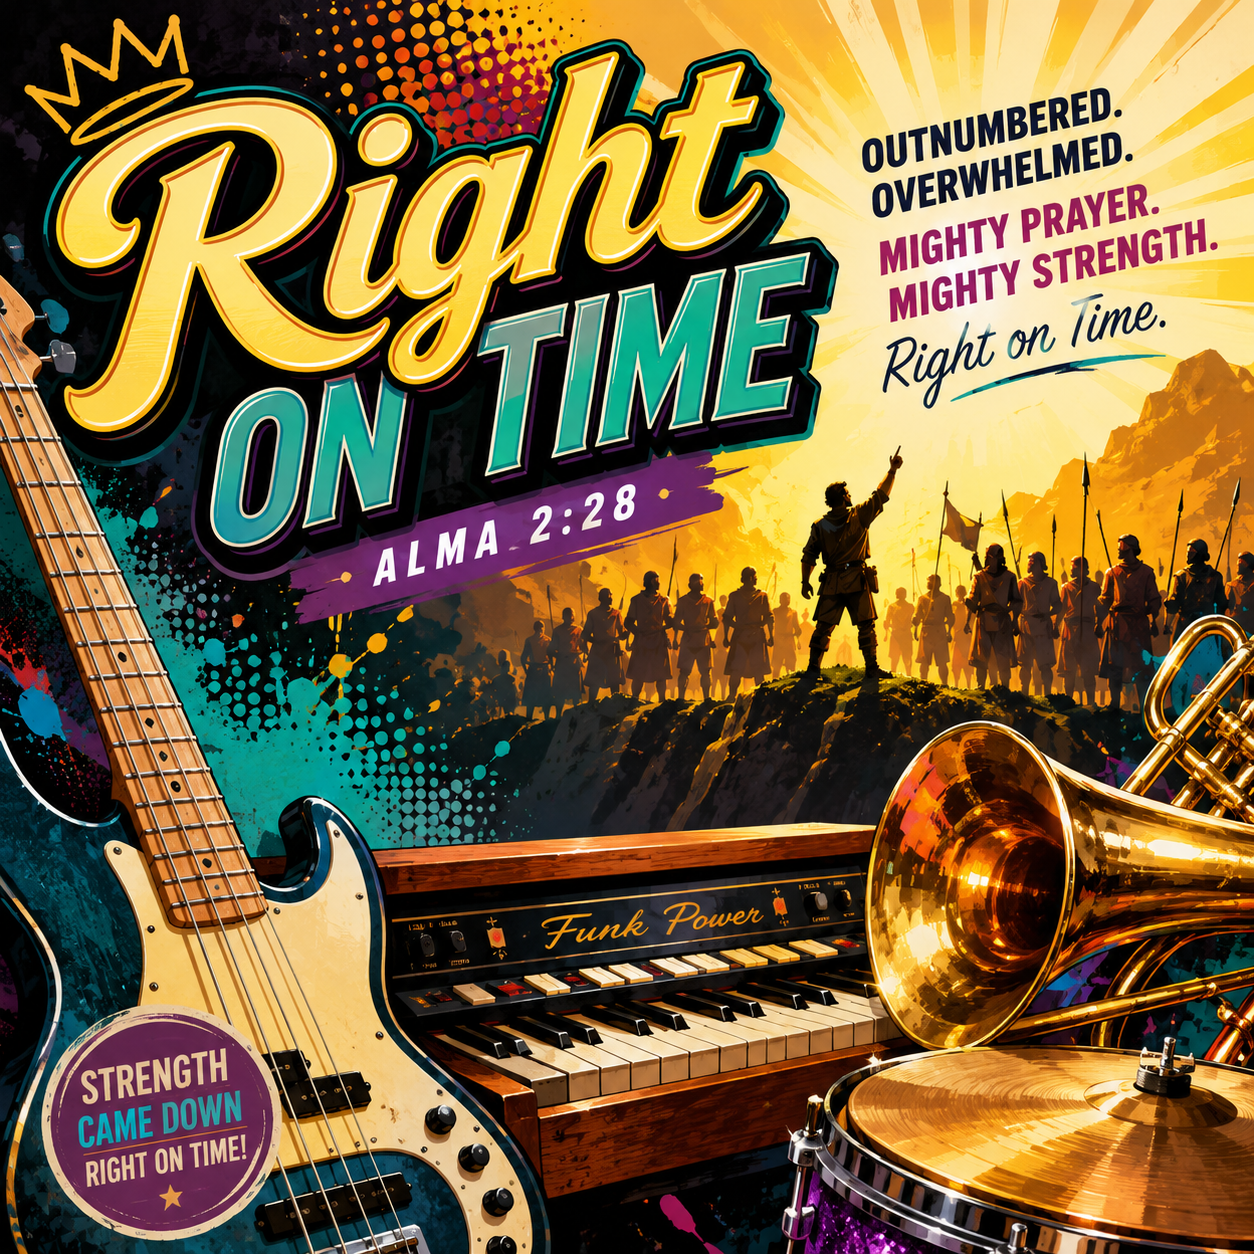 Right
ON TIME
ALMA 2:28
OUTNUMBERED.
OVERWHELMED.
MIGHTY PRAYER.
MIGHTY STRENGTH.
Right on Time.
Funk Power
STRENGTH
CAME DOWN
RIGHT ON TIME!